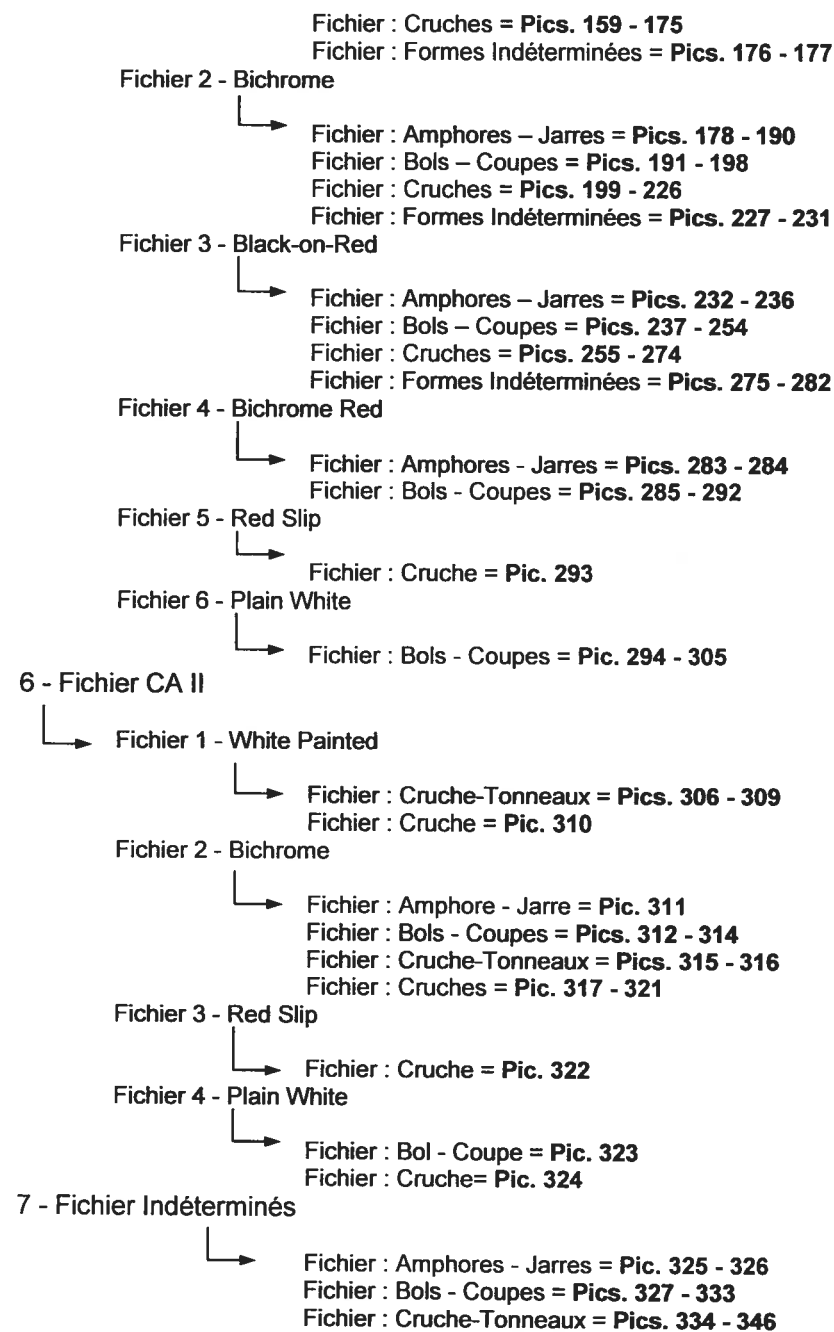 Fichier : Cruches = Pics. 159 - 175
Fichier : Formes Indéterminées = Pics. 176 - 177
Fichier 2 - Bichrome
Fichier : Amphores – Jarres = Pics. 178 - 190
Fichier : Bols – Coupes = Pics. 191 - 198
Fichier : Cruches = Pics. 199 - 226
Fichier : Formes Indéterminées = Pics. 227 - 231
Fichier 3 - Black-on-Red
Fichier : Amphores – Jarres = Pics. 232 - 236
Fichier : Bols – Coupes = Pics. 237 - 254
Fichier : Cruches = Pics. 255 - 274
Fichier : Formes Indéterminées = Pics. 275 - 282
Fichier 4 - Bichrome Red
Fichier : Amphores - Jarres = Pics. 283 - 284
Fichier : Bols - Coupes = Pics. 285 - 292
Fichier 5 - Red Slip
Fichier : Cruche = Pic. 293
Fichier 6 - Plain White
Fichier : Bols - Coupes = Pic. 294 - 305
6 - Fichier CA II
Fichier 1 - White Painted
Fichier : Cruche-Tonneaux = Pics. 306 - 309
Fichier : Cruche = Pic. 310
Fichier 2 - Bichrome
Fichier : Amphore - Jarre = Pic. 311
Fichier : Bols - Coupes = Pics. 312 - 314
Fichier : Cruche-Tonneaux = Pics. 315 - 316
Fichier : Cruches = Pic. 317 - 321
Fichier 3 - Red Slip
Fichier : Cruche = Pic. 322
Fichier 4 - Plain White
Fichier : Bol - Coupe = Pic. 323
Fichier : Cruche= Pic. 324
7 - Fichier Indéterminés
Fichier : Amphores - Jarres = Pic. 325 - 326
Fichier : Bols - Coupes = Pics. 327 - 333
Fichier : Cruche-Tonneaux = Pics. 334 - 346